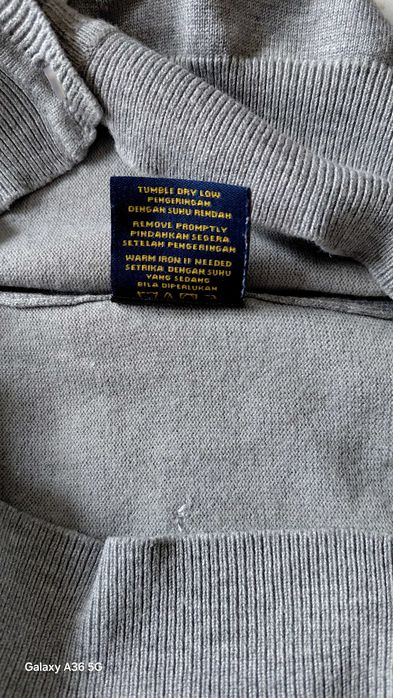 TUMBLE DRY LOW
PENGERINGAN
DENGAN SUHU RENDAH
REMOVE PROMPTLY
PINDAHKAN SEGERA
SETELAH PENGERINGAN
WARM IRON IF NEEDED
SETRIKA DENGAN SUHU
YANG SEDANG
BILA DIPERLUKAN
Galaxy A36 5G